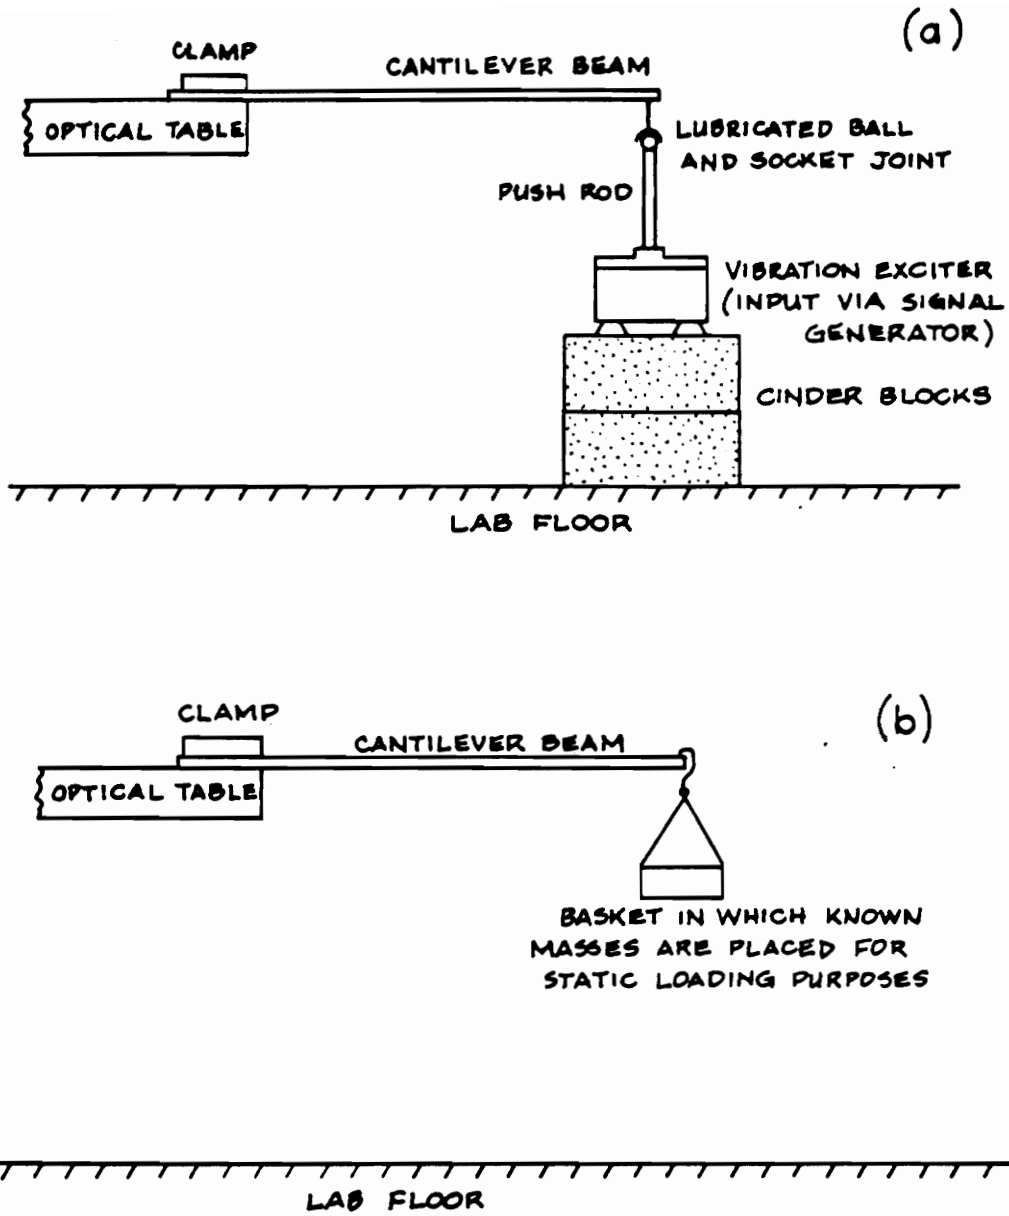 (a)
CLAMP
CANTILEVER BEAM
OPTICAL TABLE
LUBRICATED BALL
AND SOCKET JOINT
PUSH ROD
VIBRATION EXCITER
(INPUT VIA SIGNAL
GENERATOR)
CINDER BLOCKS
LAB FLOOR
(b)
CLAMP
CANTILEVER BEAM
OPTICAL TABLE
BASKET IN WHICH KNOWN
MASSES ARE PLACED FOR
STATIC LOADING PURPOSES
LAB FLOOR